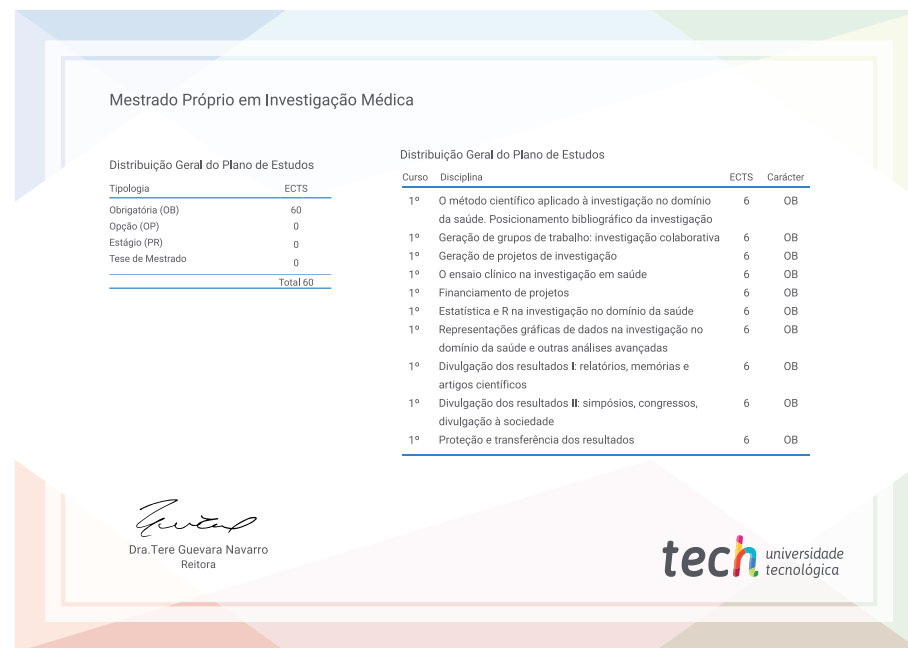 Mestrado Próprio em Investigação Médica
Distribuição Geral do Plano de Estudos
Tipologia ECTS
Obrigatória (OB) 60
Opção (OP) 0
Estágio (PR) 0
Tese de Mestrado 0
Total 60
Distribuição Geral do Plano de Estudos
Curso Disciplina ECTS Carácter
1º O método científico aplicado à investigação no domínio 6 OB
da saúde. Posicionamento bibliográfico da investigação
1º Geração de grupos de trabalho: investigação colaborativa 6 OB
1º Geração de projetos de investigação 6 OB
1º O ensaio clínico na investigação em saúde 6 OB
1º Financiamento de projetos 6 OB
1º Estatística e R na investigação no domínio da saúde 6 OB
1º Representações gráficas de dados na investigação no 6 OB
domínio da saúde e outras análises avançadas
1º Divulgação dos resultados I: relatórios, memórias e 6 OB
artigos científicos
1º Divulgação dos resultados II: simpósios, congressos, 6 OB
divulgação à sociedade
1º Proteção e transferência dos resultados 6 OB
Dra.Tere Guevara Navarro
Reitora
tech universidade
tecnológica